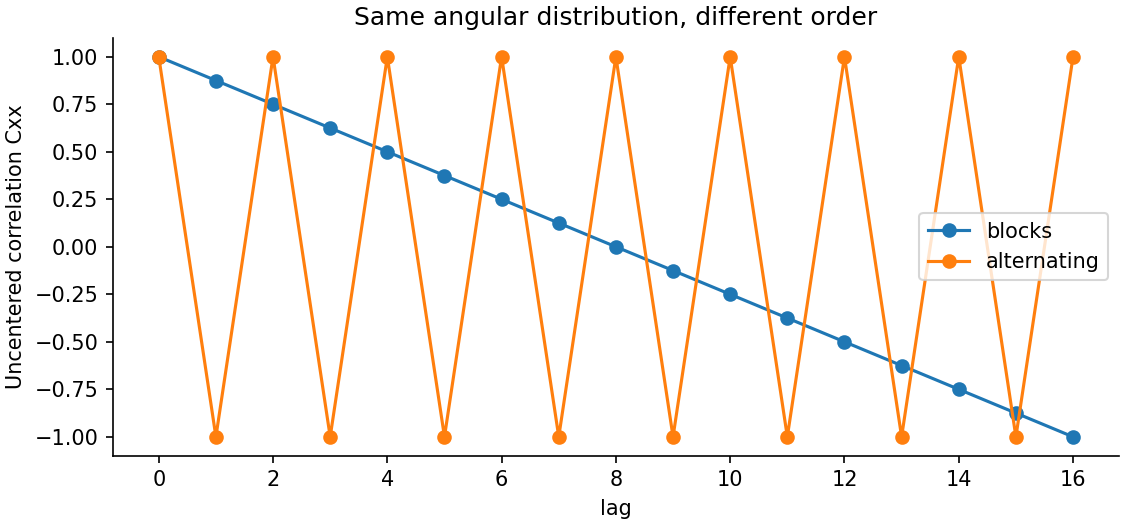 Same angular distribution, different order
Uncentered correlation Cxx
1.00
0.75
0.50
0.25
0.00
−0.25
−0.50
−0.75
−1.00
blocks
alternating
0 2 4 6 8 10 12 14 16
lag